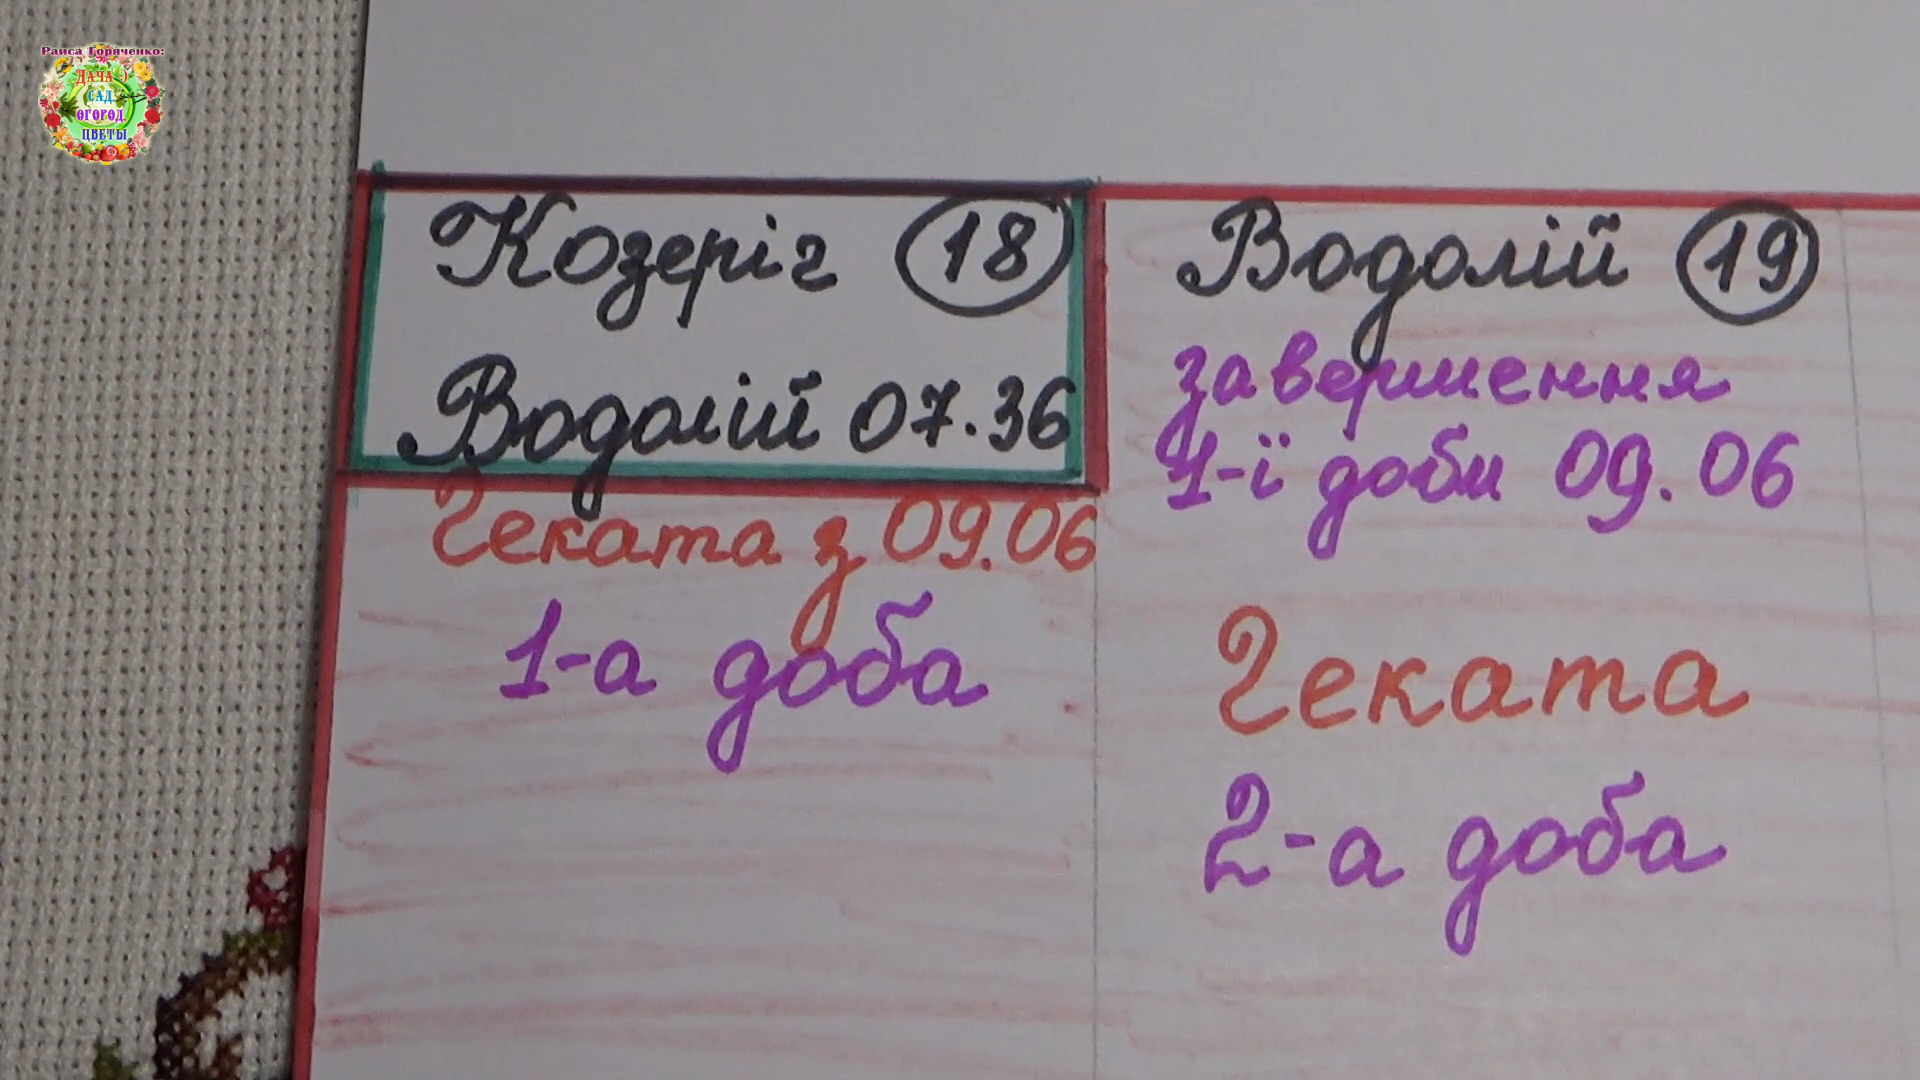 Раиса Горяченко:
ДАЧА
САД
ОГОРОД
ЦВЕТЫ
Козеріг 18
Водолій 07.36
Геката з 09.06
1-а доба
Водолій 19
завершення
1-ї доби 09.06
Геката
2-а доба